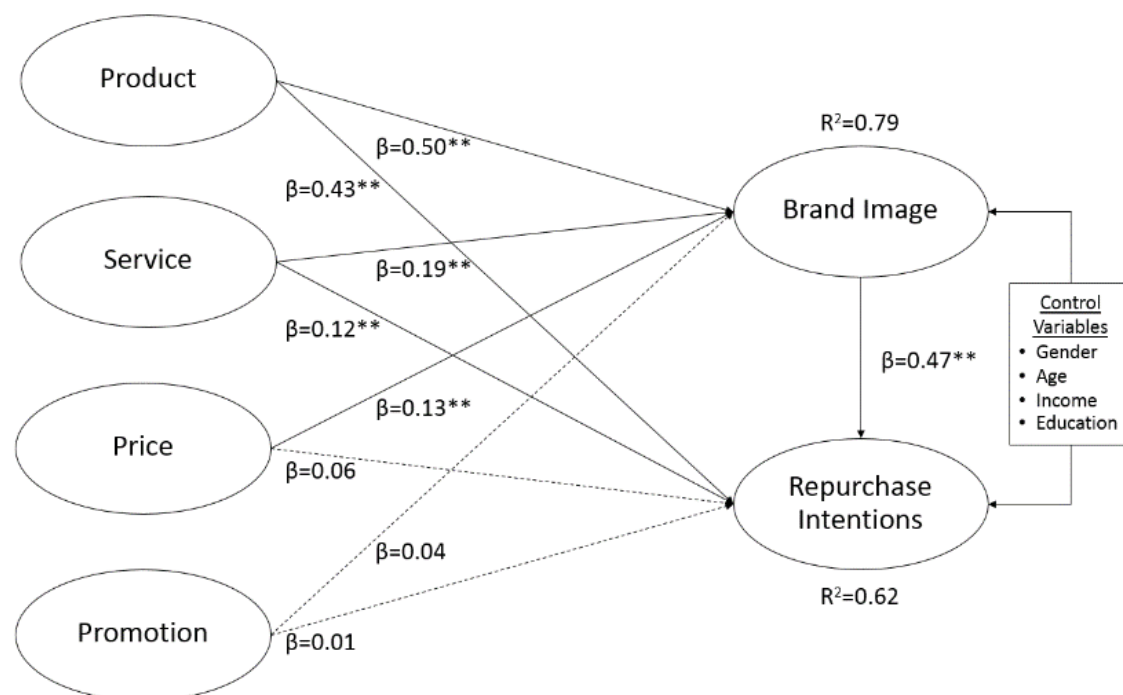 Product
R²=0.79
β=0.50**
β=0.43**
Brand Image
Service
β=0.19**
β=0.12**
Control
Variables
• Gender
• Age
• Income
• Education
β=0.47**
β=0.13**
Price
β=0.06
Repurchase
Intentions
β=0.04
R²=0.62
Promotion
β=0.01